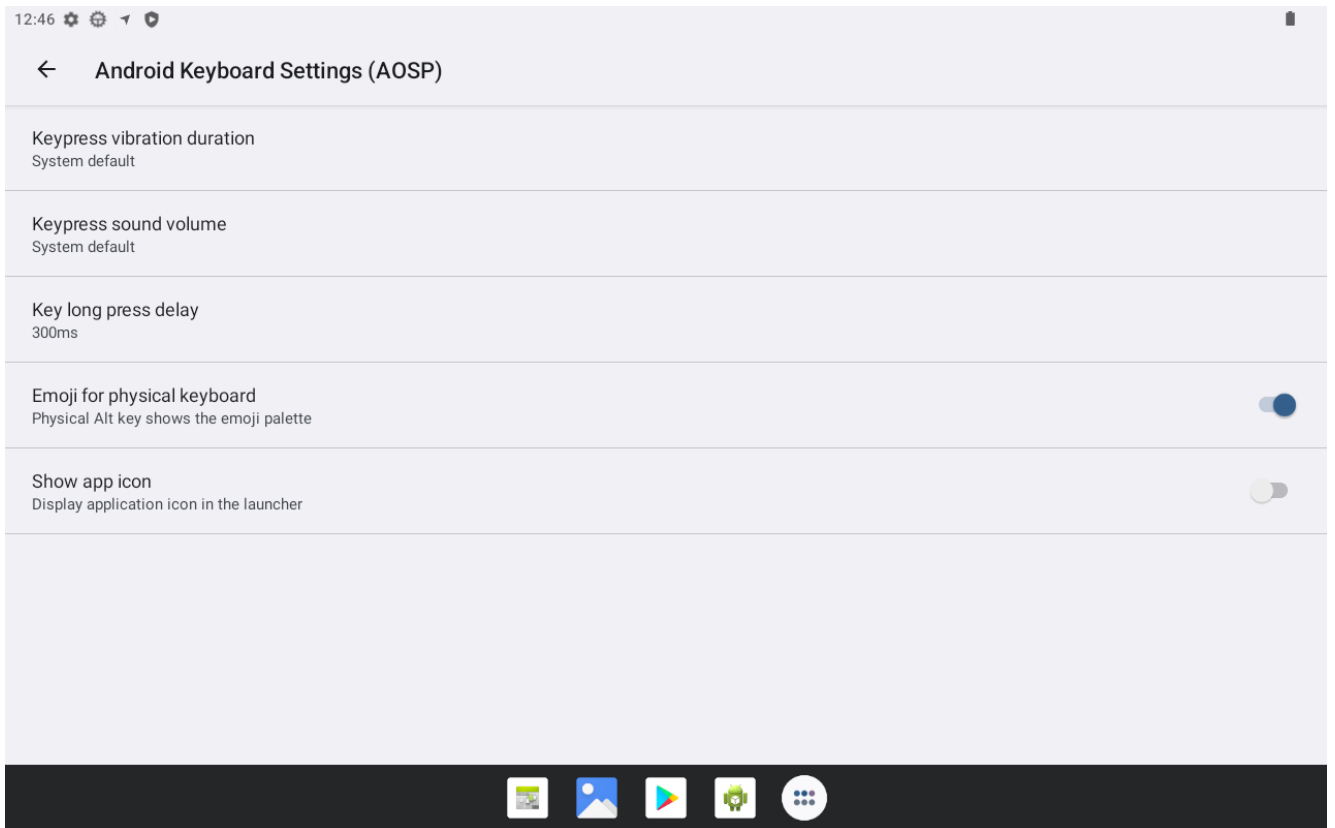 12:46
Android Keyboard Settings (AOSP)
Keypress vibration duration
System default
Keypress sound volume
System default
Key long press delay
300ms
Emoji for physical keyboard
Physical Alt key shows the emoji palette
Show app icon
Display application icon in the launcher